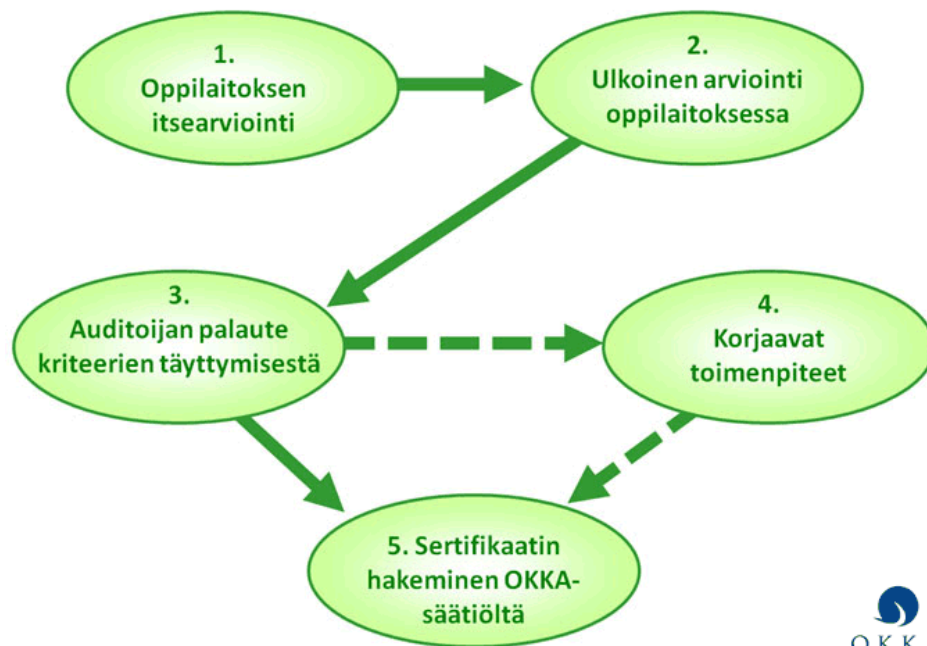 1.
Oppilaitoksen
itsearviointi
2.
Ulkoinen arviointi
oppilaitoksessa
3.
Auditoijan palaute
kriteerien täyttymisestä
4.
Korjaavat
toimenpiteet
5. Sertifikaatin
hakeminen OKKA-
säätiöltä
O K K